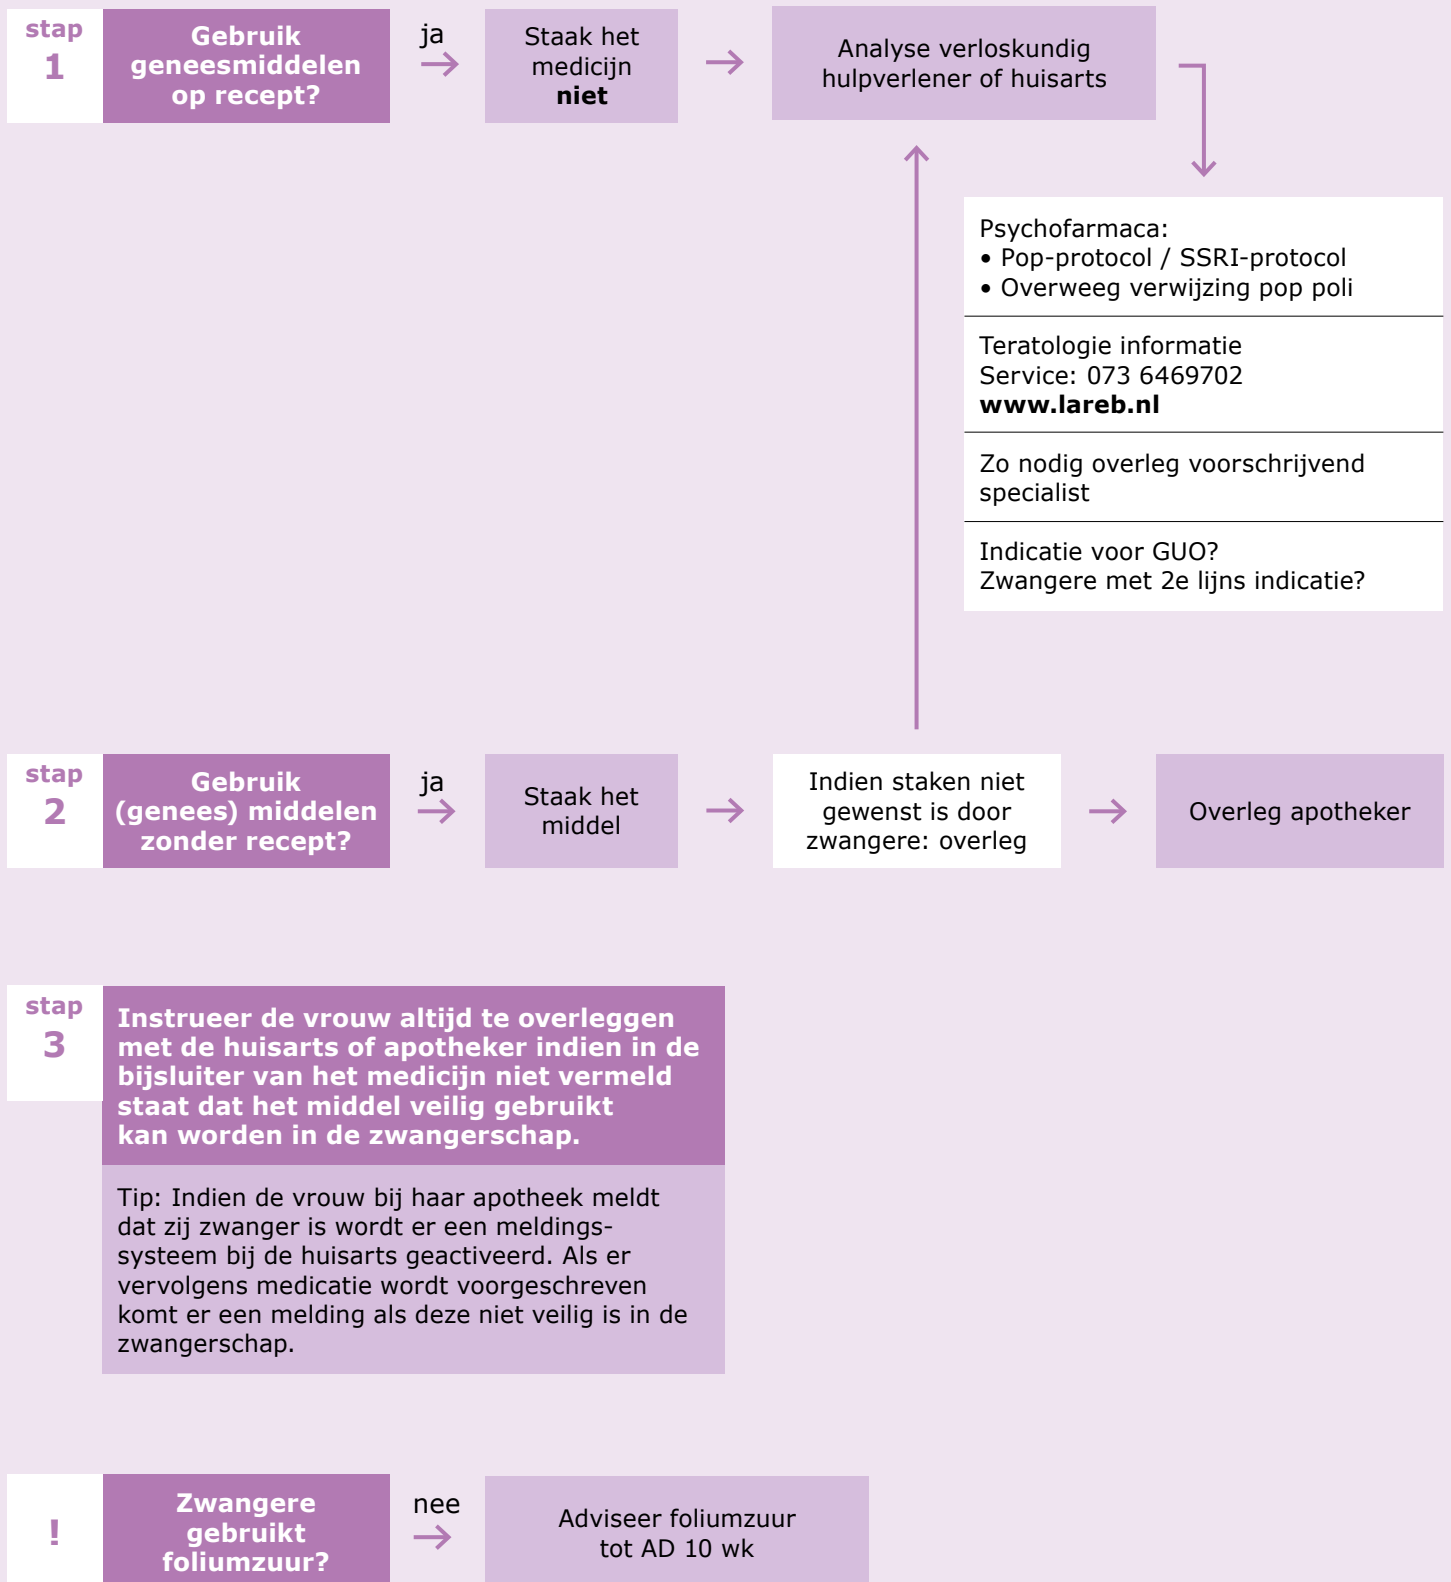 stap
1
Gebruik
geneesmiddelen
op recept?
ja
Staak het
medicijn
niet
Analyse verloskundig
hulpverlener of huisarts
Psychofarmaca:
• Pop-protocol / SSRI-protocol
• Overweeg verwijzing pop poli
Teratologie informatie
Service: 073 6469702
www.lareb.nl
Zo nodig overleg voorschrijvend
specialist
Indicatie voor GUO?
Zwangere met 2e lijns indicatie?
stap
2
Gebruik
(genees) middelen
zonder recept?
ja
Staak het
middel
Indien staken niet
gewenst is door
zwangere: overleg
Overleg apotheker
stap
3
Instrueer de vrouw altijd te overleggen
met de huisarts of apotheker indien in de
bijsluiter van het medicijn niet vermeld
staat dat het middel veilig gebruikt
kan worden in de zwangerschap.
Tip: Indien de vrouw bij haar apotheek meldt
dat zij zwanger is wordt er een meldings-
systeem bij de huisarts geactiveerd. Als er
vervolgens medicatie wordt voorgeschreven
komt er een melding als deze niet veilig is in de
zwangerschap.
!
Zwangere
gebruikt
foliumzuur?
nee
Adviseer foliumzuur
tot AD 10 wk